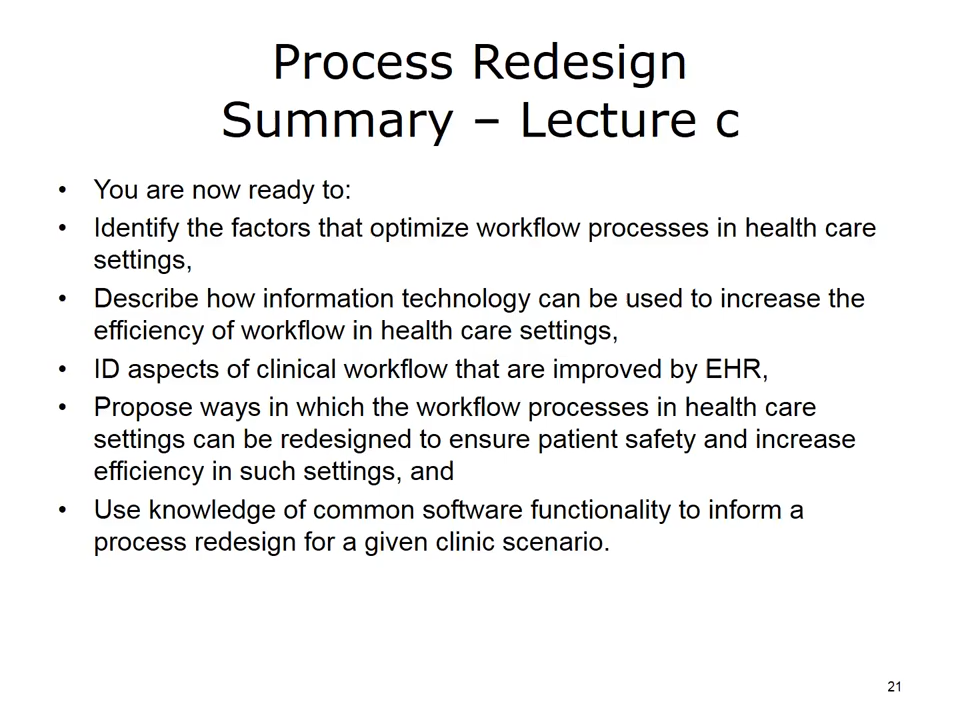 Process Redesign
Summary – Lecture c
• You are now ready to:
• Identify the factors that optimize workflow processes in health care
settings,
• Describe how information technology can be used to increase the
efficiency of workflow in health care settings,
• ID aspects of clinical workflow that are improved by EHR,
• Propose ways in which the workflow processes in health care
settings can be redesigned to ensure patient safety and increase
efficiency in such settings, and
• Use knowledge of common software functionality to inform a
process redesign for a given clinic scenario.
21